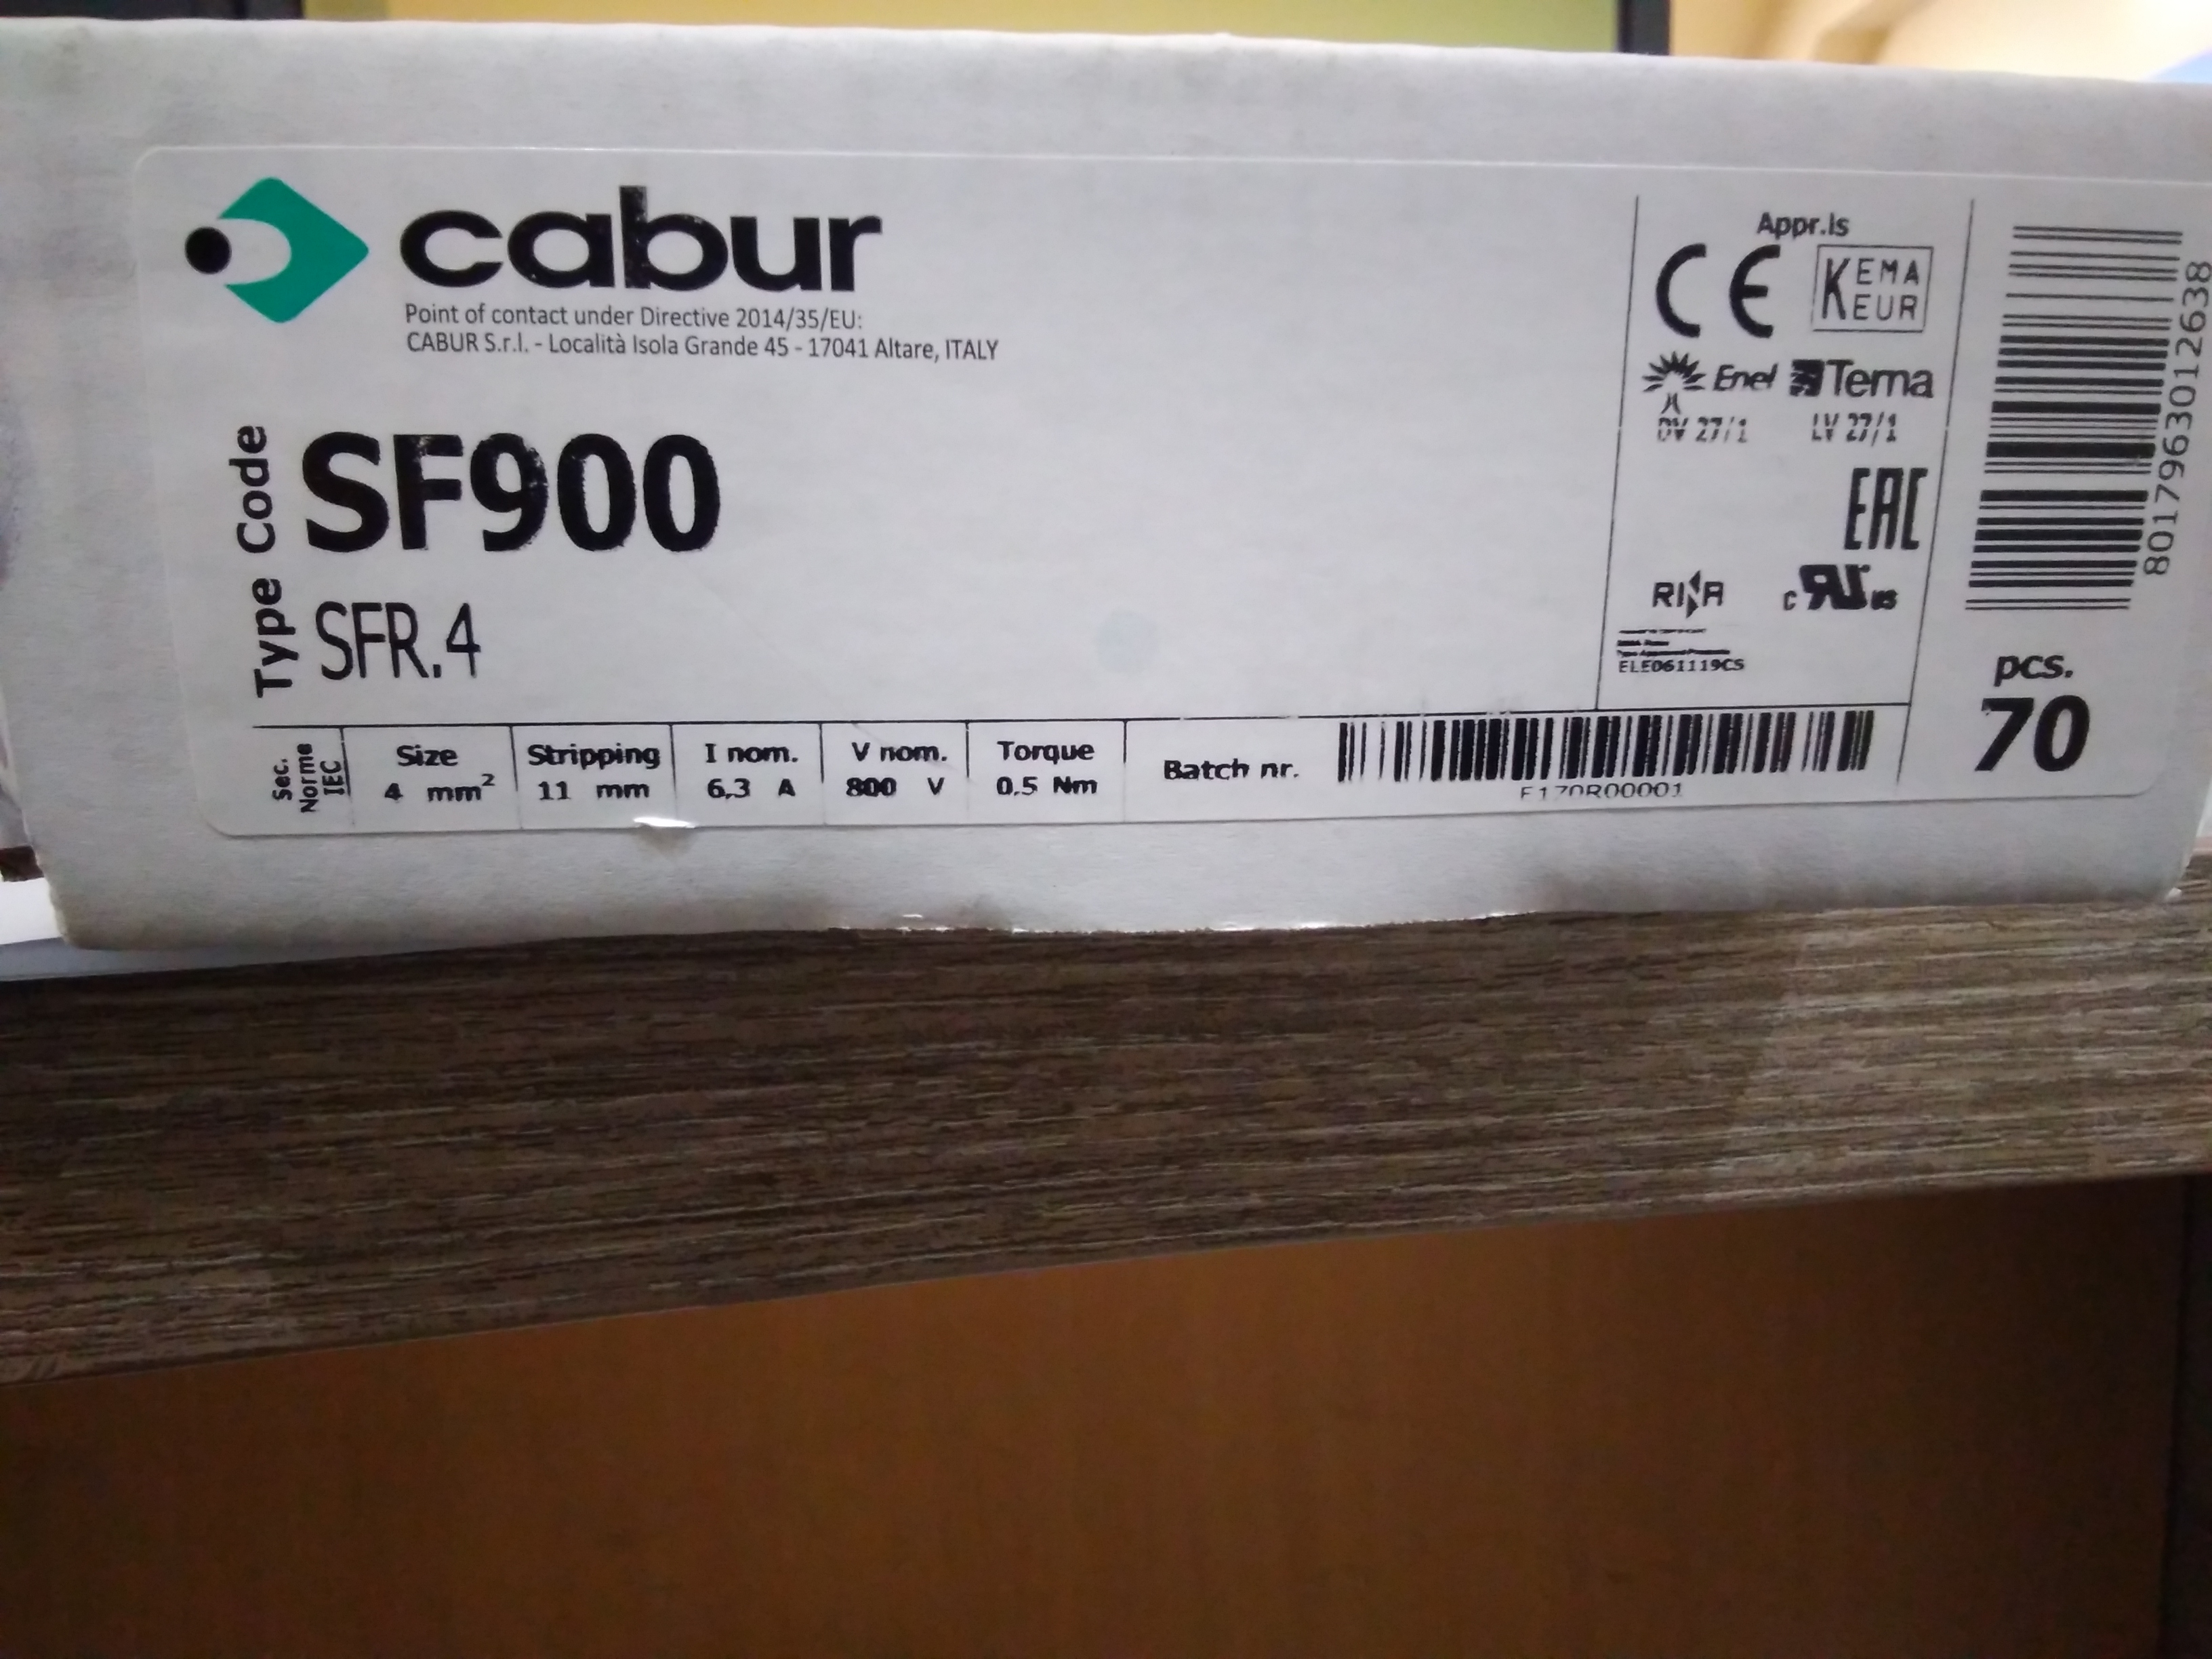 cabur
Point of contact under Directive 2014/35/EU:
CABUR S.r.l. - Località Isola Grande 45 - 17041 Altare, ITALY
Type Code
SF900
SFR.4
Appr.is
CE
KEMA
KEUR
Enel Terna
DV 27/1 LV 27/1
EAC
RINA
c RU us
ELE061119CS
8017963012638
pcs.
70
Sec.
Norme
IEC
Size
4 mm²
Stripping
11 mm
I nom.
6,3 A
V nom.
800 V
Torque
0.5 Nm
Batch nr.